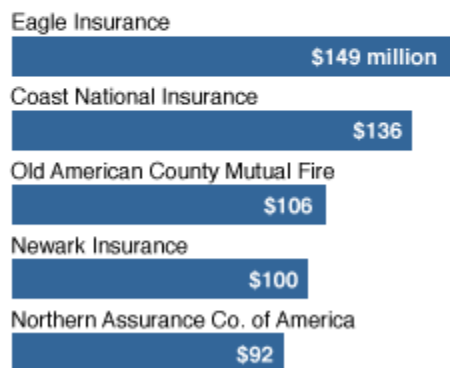 Eagle Insurance
$149 million
Coast National Insurance
$136
Old American County Mutual Fire
$106
Newark Insurance
$100
Northern Assurance Co. of America
$92